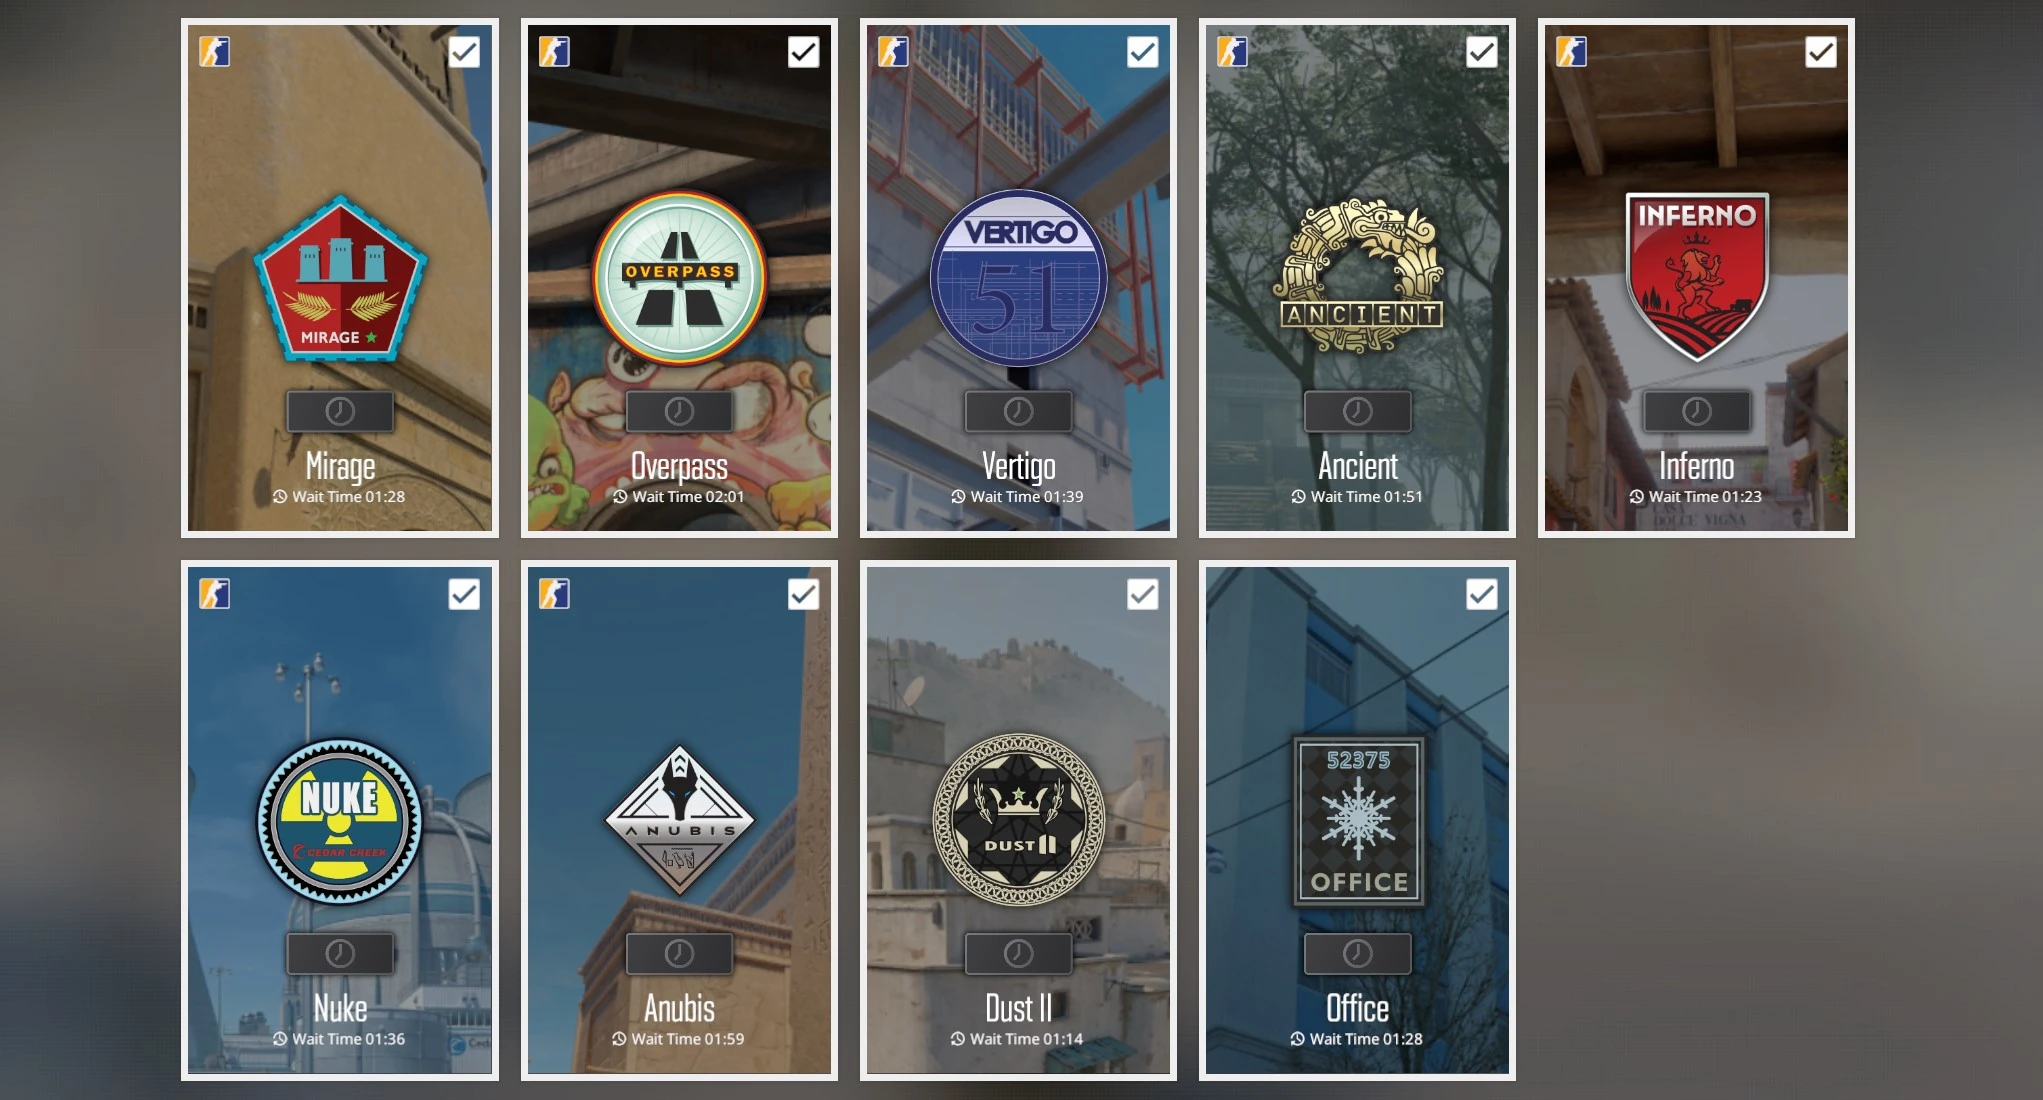 MIRAGE
Mirage
Wait Time 01:28
OVERPASS
Overpass
Wait Time 02:01
VERTIGO
51
Vertigo
Wait Time 01:39
ANCIENT
Ancient
Wait Time 01:51
INFERNO
Inferno
Wait Time 01:23
CASA
DOLCE VIGNA
NUKE
CEDAR CREEK
Nuke
Wait Time 01:36
ANUBIS
Anubis
Wait Time 01:59
DUST II
Dust II
Wait Time 01:14
52375
OFFICE
Office
Wait Time 01:28